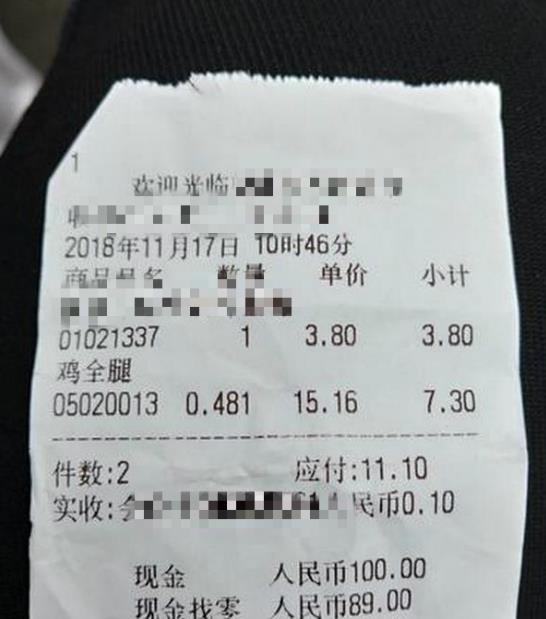 1
欢迎光临
2018年11月17日 10时46分
商品品名 数量 单价 小计
01021337 1 3.80 3.80
鸡全腿
05020013 0.481 15.16 7.30
件数:2 应付:11.10
实收: 人民币0.10
现金 人民币100.00
现金找零 人民币89.00